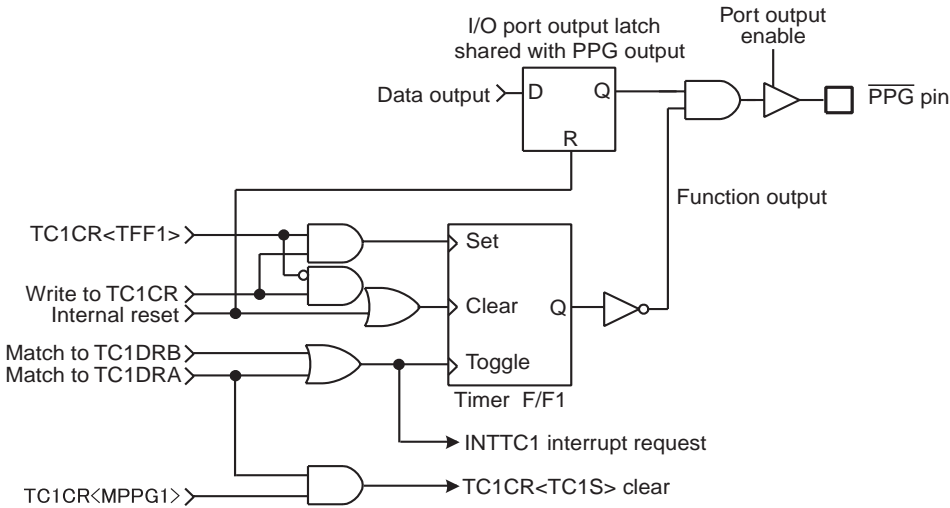 I/O port output latch
shared with PPG output
Port output
enable
Data output
D
Q
R
PPG pin
Function output
TC1CR<TFF1>
Set
Write to TC1CR
Internal reset
Clear
Q
Match to TC1DRB
Match to TC1DRA
Toggle
Timer F/F1
INTTC1 interrupt request
TC1CR<TC1S> clear
TC1CR<MPPG1>